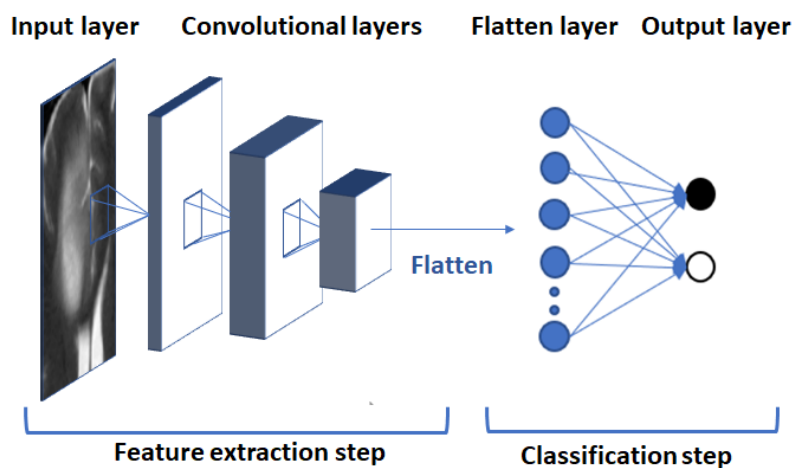 Input layer
Convolutional layers
Flatten layer
Output layer
Flatten
Feature extraction step
Classification step